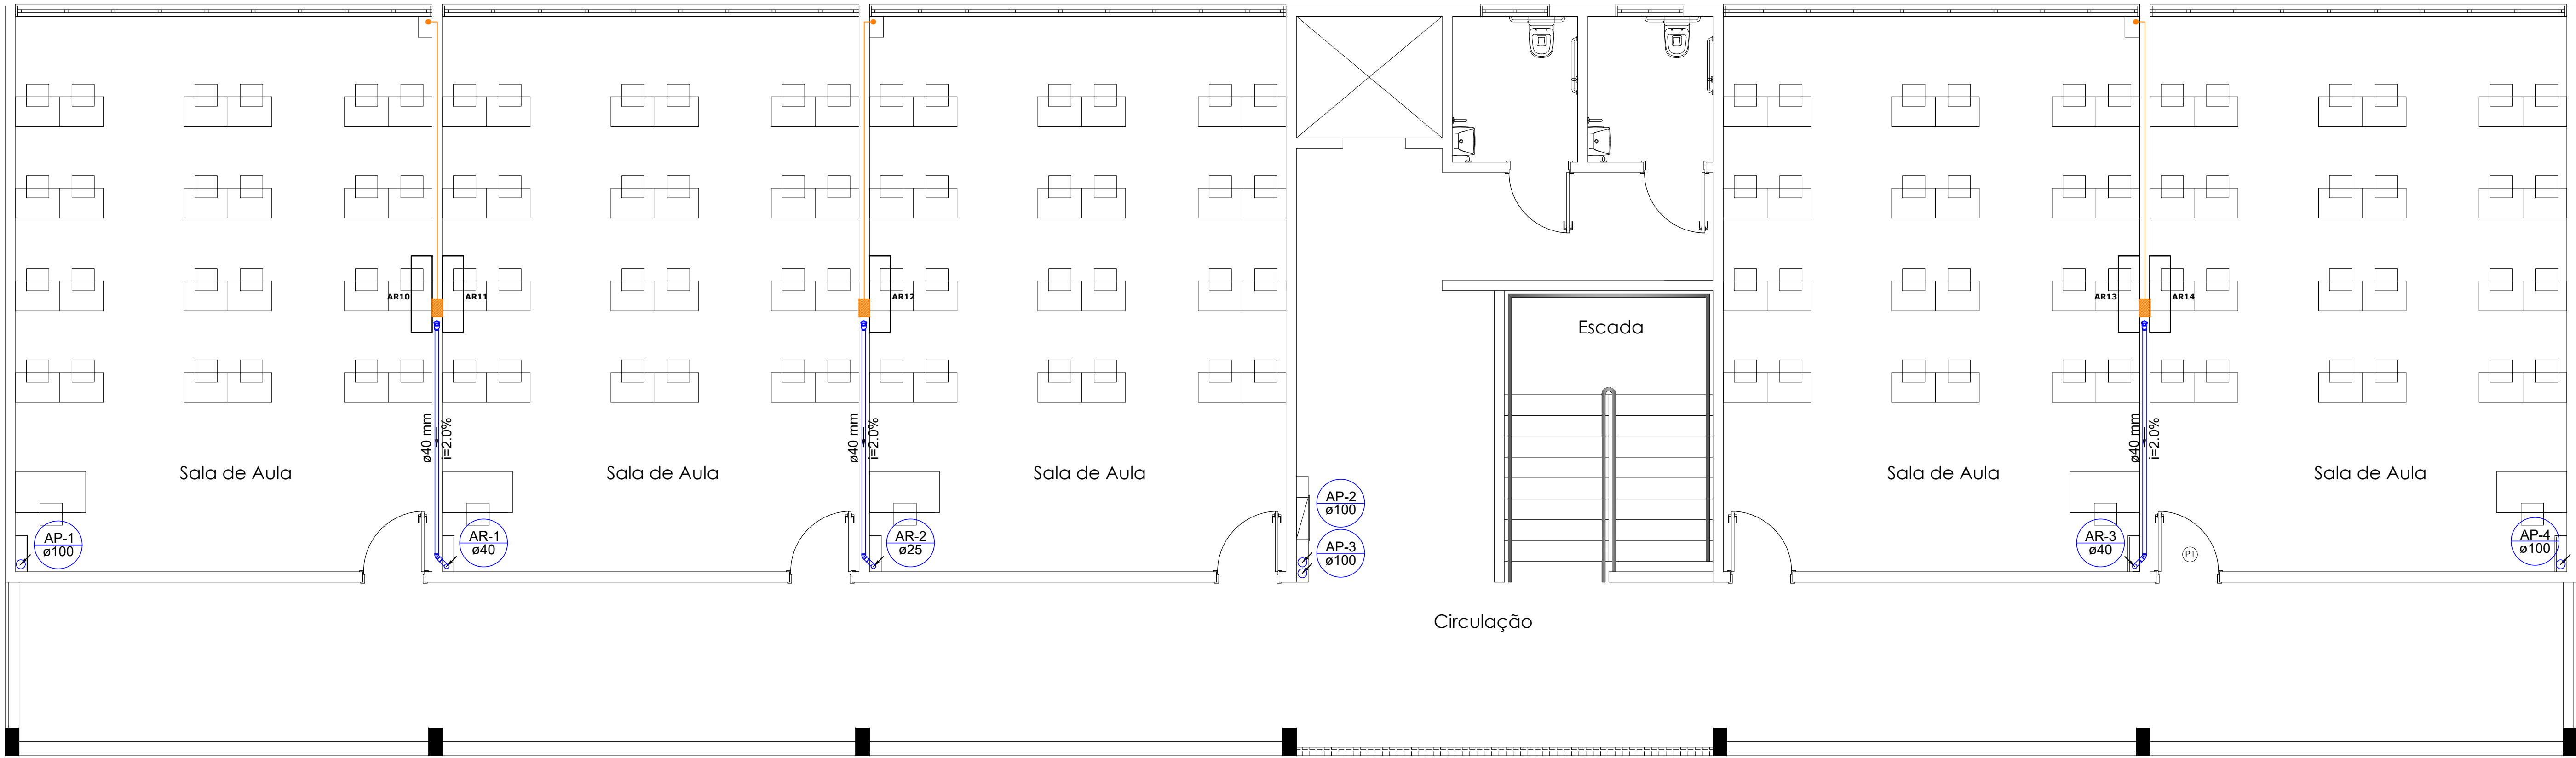 AR10
AR11
AR12
AR13
AR14
Escada
ø40 mm
i=2.0%
ø40 mm
i=2.0%
ø40 mm
i=2.0%
Sala de Aula
Sala de Aula
Sala de Aula
Sala de Aula
Sala de Aula
AP-1
ø100
AR-1
ø40
AR-2
ø25
AP-2
ø100
AP-3
ø100
AR-3
ø40
P1
AP-4
ø100
Circulação